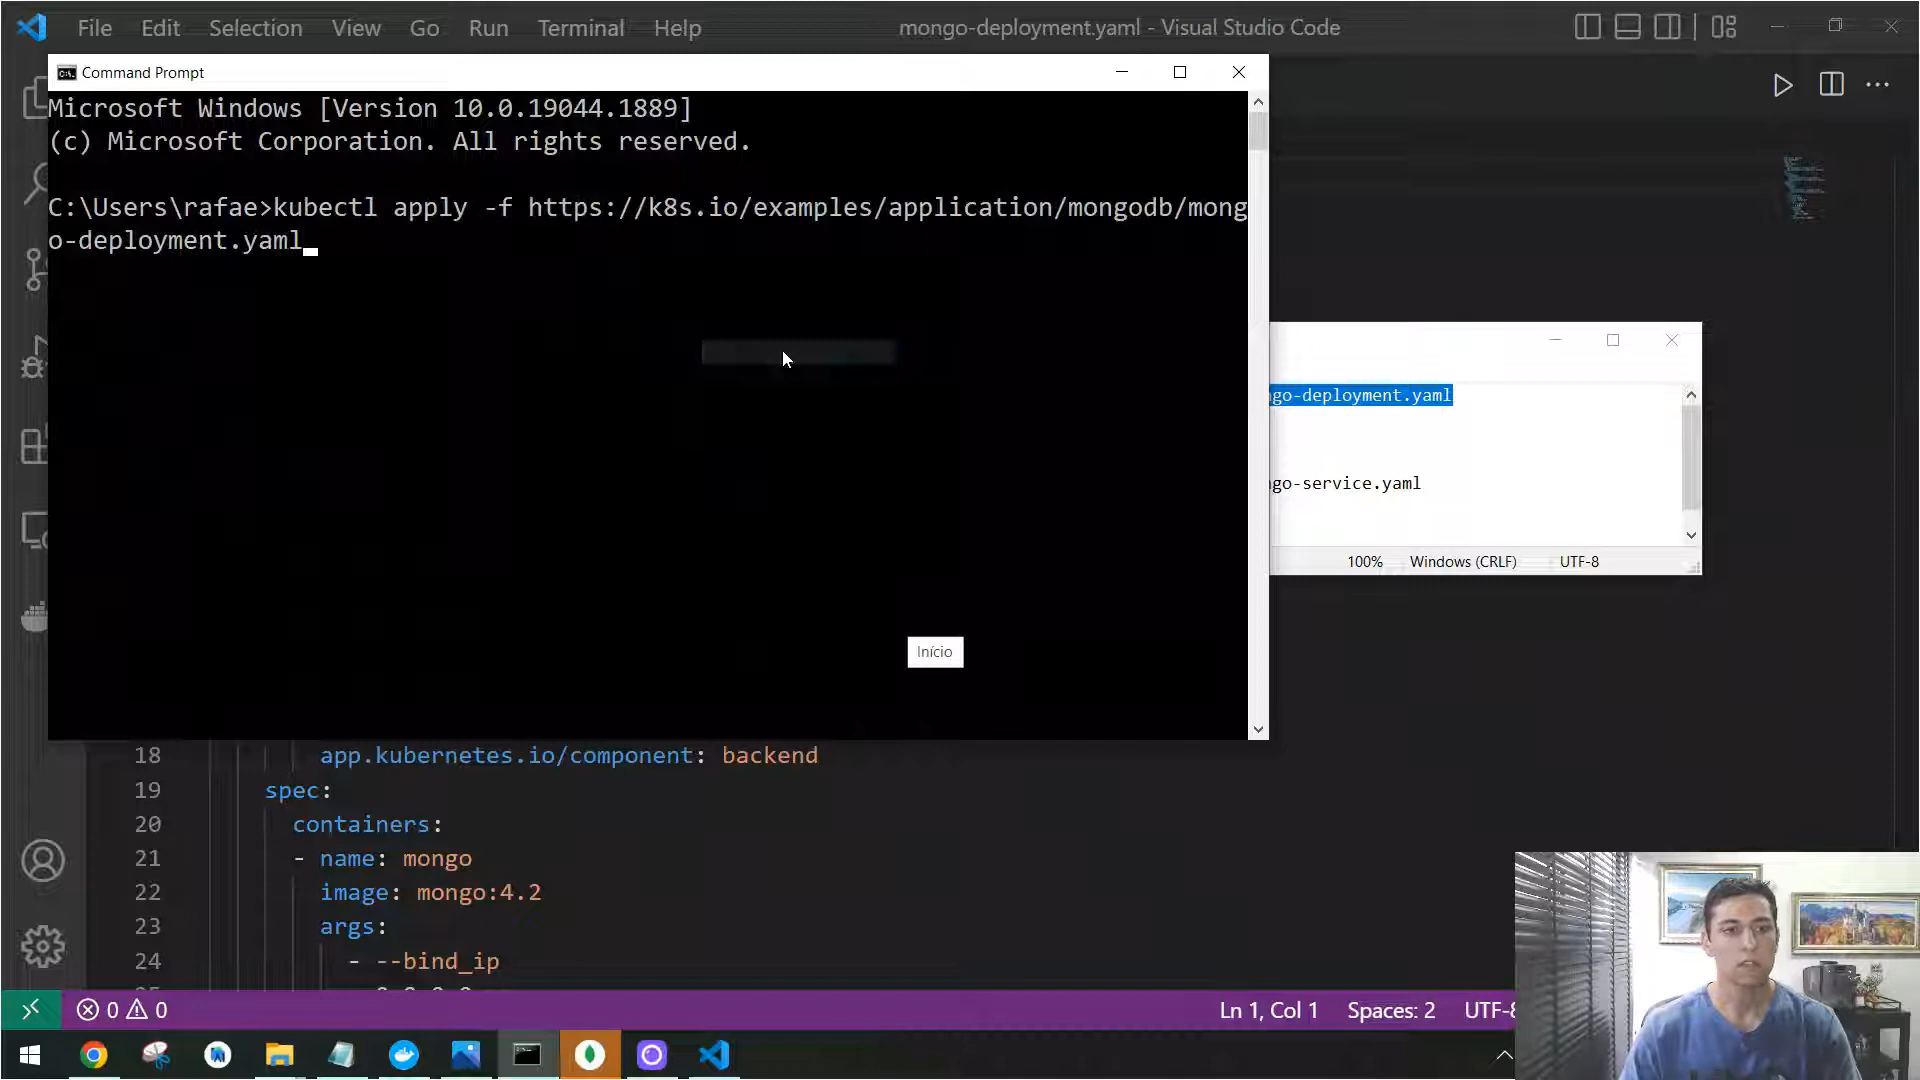 File Edit Selection View Go Run Terminal Help
mongo-deployment.yaml - Visual Studio Code
Command Prompt
Microsoft Windows [Version 10.0.19044.1889]
(c) Microsoft Corporation. All rights reserved.
C:\Users\rafae>kubectl apply -f https://k8s.io/examples/application/mongodb/mong
o-deployment.yaml
go-deployment.yaml
go-service.yaml
100% Windows (CRLF) UTF-8
Início
18 app.kubernetes.io/component: backend
19 spec:
20 containers:
21 - name: mongo
22 image: mongo:4.2
23 args:
24 - --bind_ip
0 0 Ln 1, Col 1 Spaces: 2 UTF-8